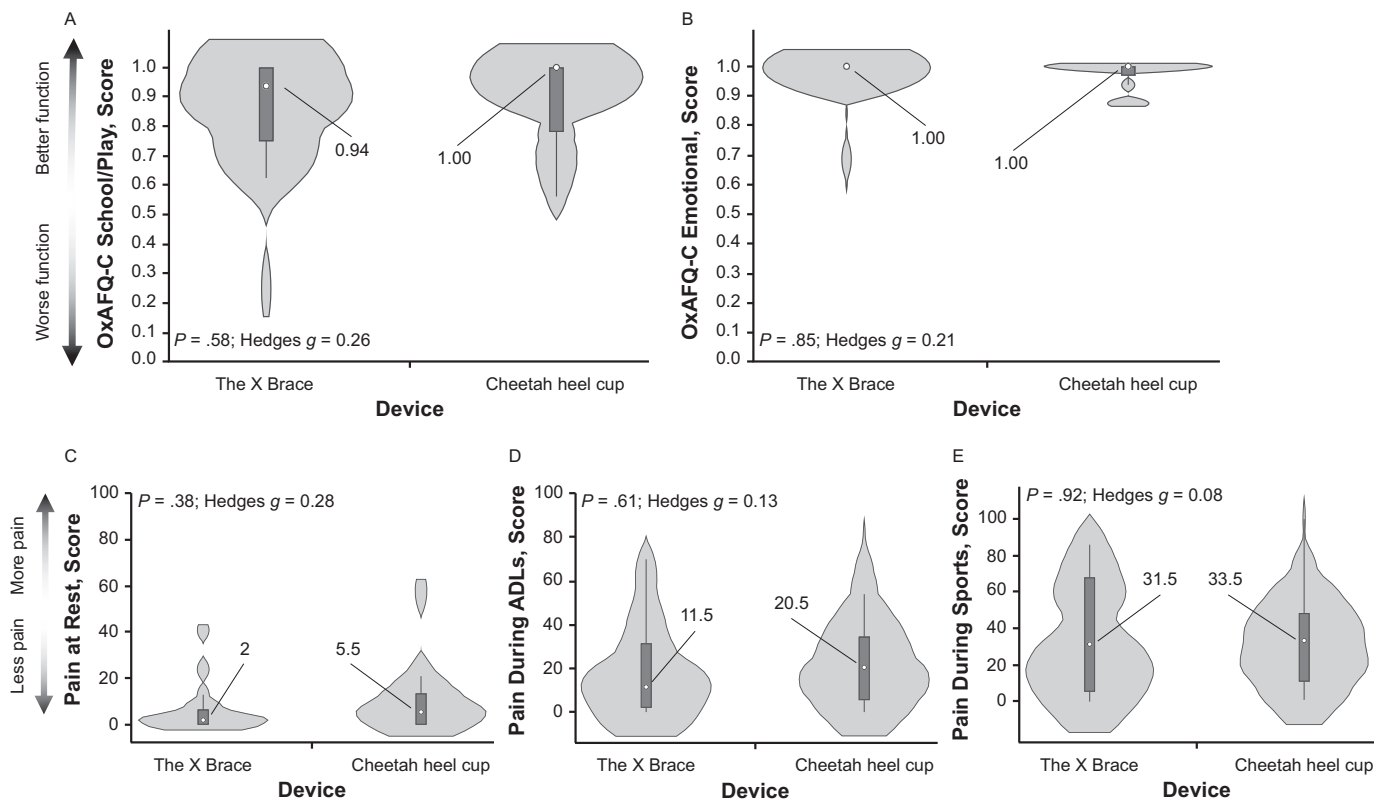 A
Better function
Worse function
OxAFQ-C School/Play, Score
1.0
0.9
0.8
0.7
0.6
0.5
0.4
0.3
0.2
0.1
0.0
0.94
1.00
P = .58; Hedges g = 0.26
The X Brace
Cheetah heel cup
Device
B
OxAFQ-C Emotional, Score
1.0
0.9
0.8
0.7
0.6
0.5
0.4
0.3
0.2
0.1
0.0
1.00
1.00
P = .85; Hedges g = 0.21
The X Brace
Cheetah heel cup
Device
C
More pain
Less pain
Pain at Rest, Score
100
80
60
40
20
0
P = .38; Hedges g = 0.28
2
5.5
The X Brace
Cheetah heel cup
Device
D
Pain During ADLs, Score
100
80
60
40
20
0
P = .61; Hedges g = 0.13
11.5
20.5
The X Brace
Cheetah heel cup
Device
E
Pain During Sports, Score
100
80
60
40
20
0
P = .92; Hedges g = 0.08
31.5
33.5
The X Brace
Cheetah heel cup
Device